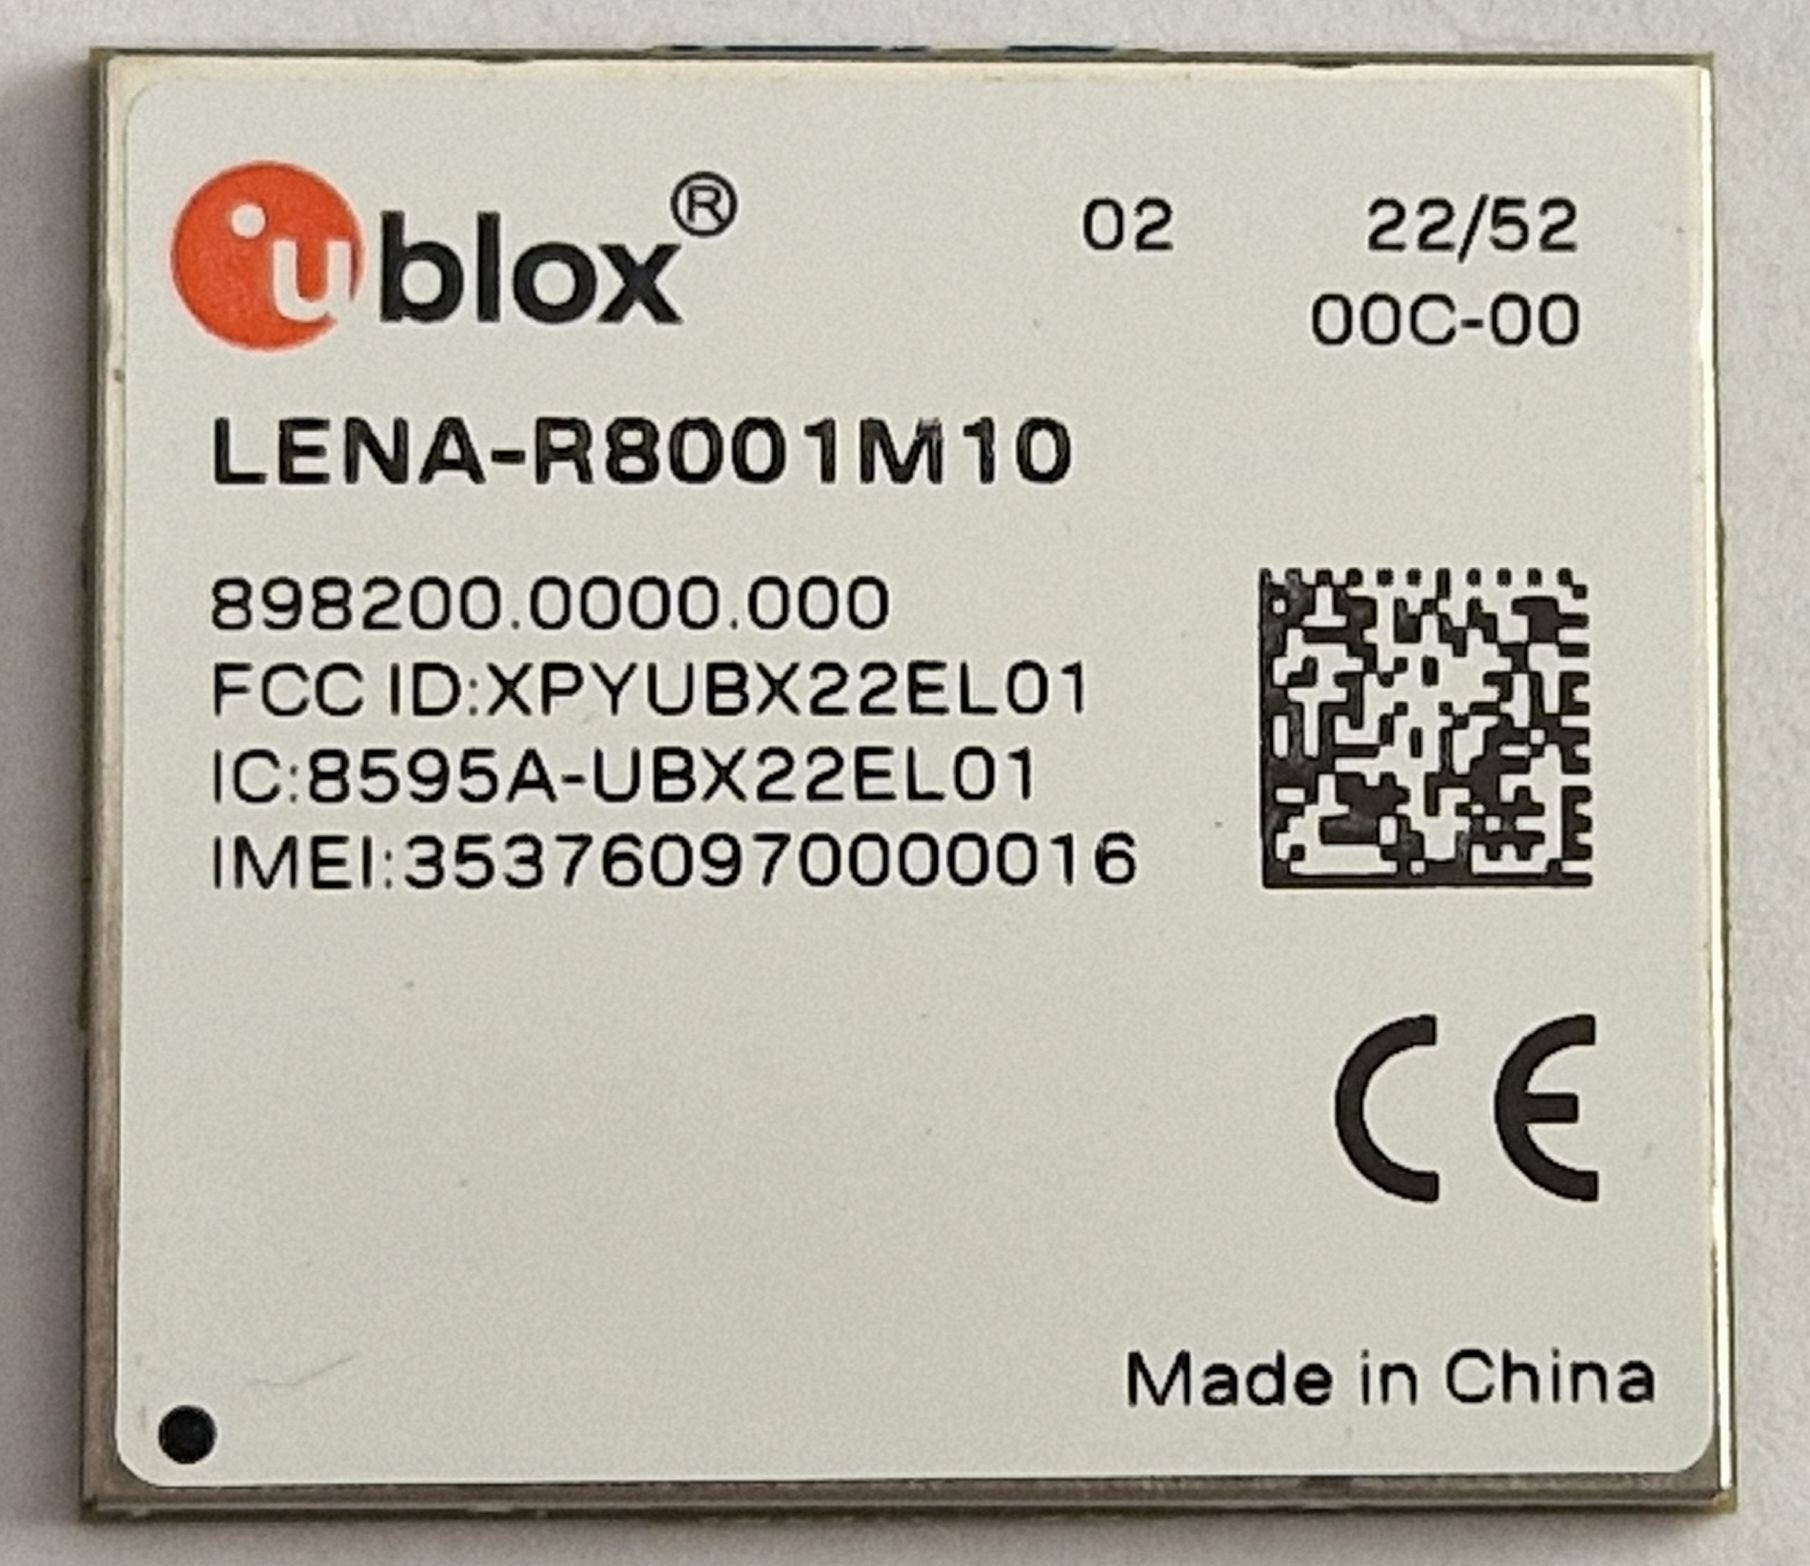 ublox® 02 22/52
00C-00
LENA-R8001M10
898200.0000.000
FCC ID:XPYUBX22EL01
IC:8595A-UBX22EL01
IMEI:353760970000016
CE
Made in China